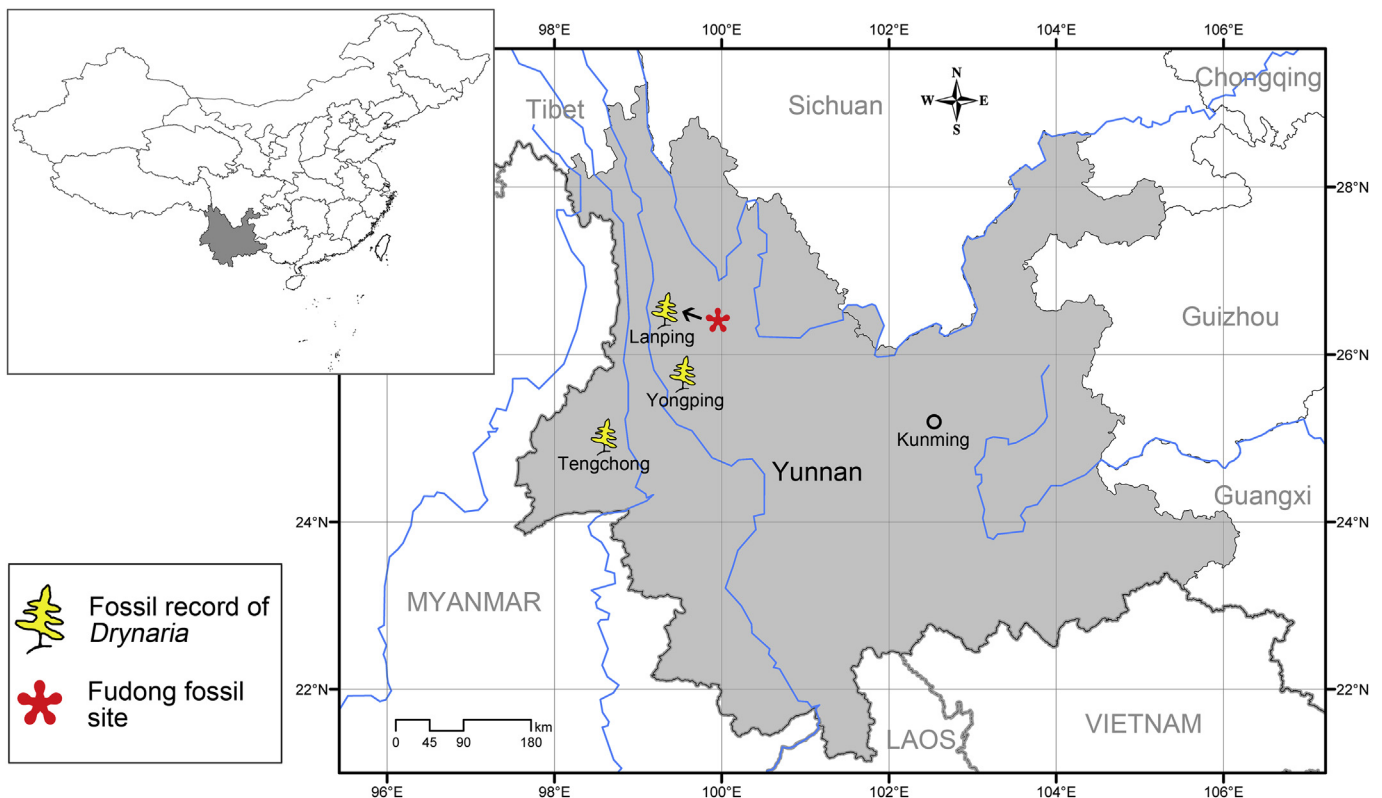 98°E
100°E
102°E
104°E
106°E
Chongqing
Tibet
Sichuan
N
W
E
S
28°N
28°N
Lanping
Guizhou
26°N
26°N
Yongping
Kunming
Tengchong
Yunnan
Guangxi
24°N
24°N
MYANMAR
Fossil record of
Drynaria
22°N
22°N
Fudong fossil
site
km
0
45
90
180
LAOS
VIETNAM
96°E
98°E
100°E
102°E
104°E
106°E